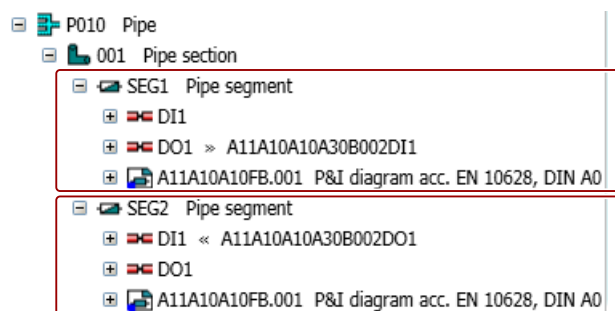 P010 Pipe
001 Pipe section
SEG1 Pipe segment
DI1
DO1 » A11A10A10A30B002DI1
A11A10A10FB.001 P&I diagram acc. EN 10628, DIN A0
SEG2 Pipe segment
DI1 « A11A10A10A30B002DO1
DO1
A11A10A10FB.001 P&I diagram acc. EN 10628, DIN A0